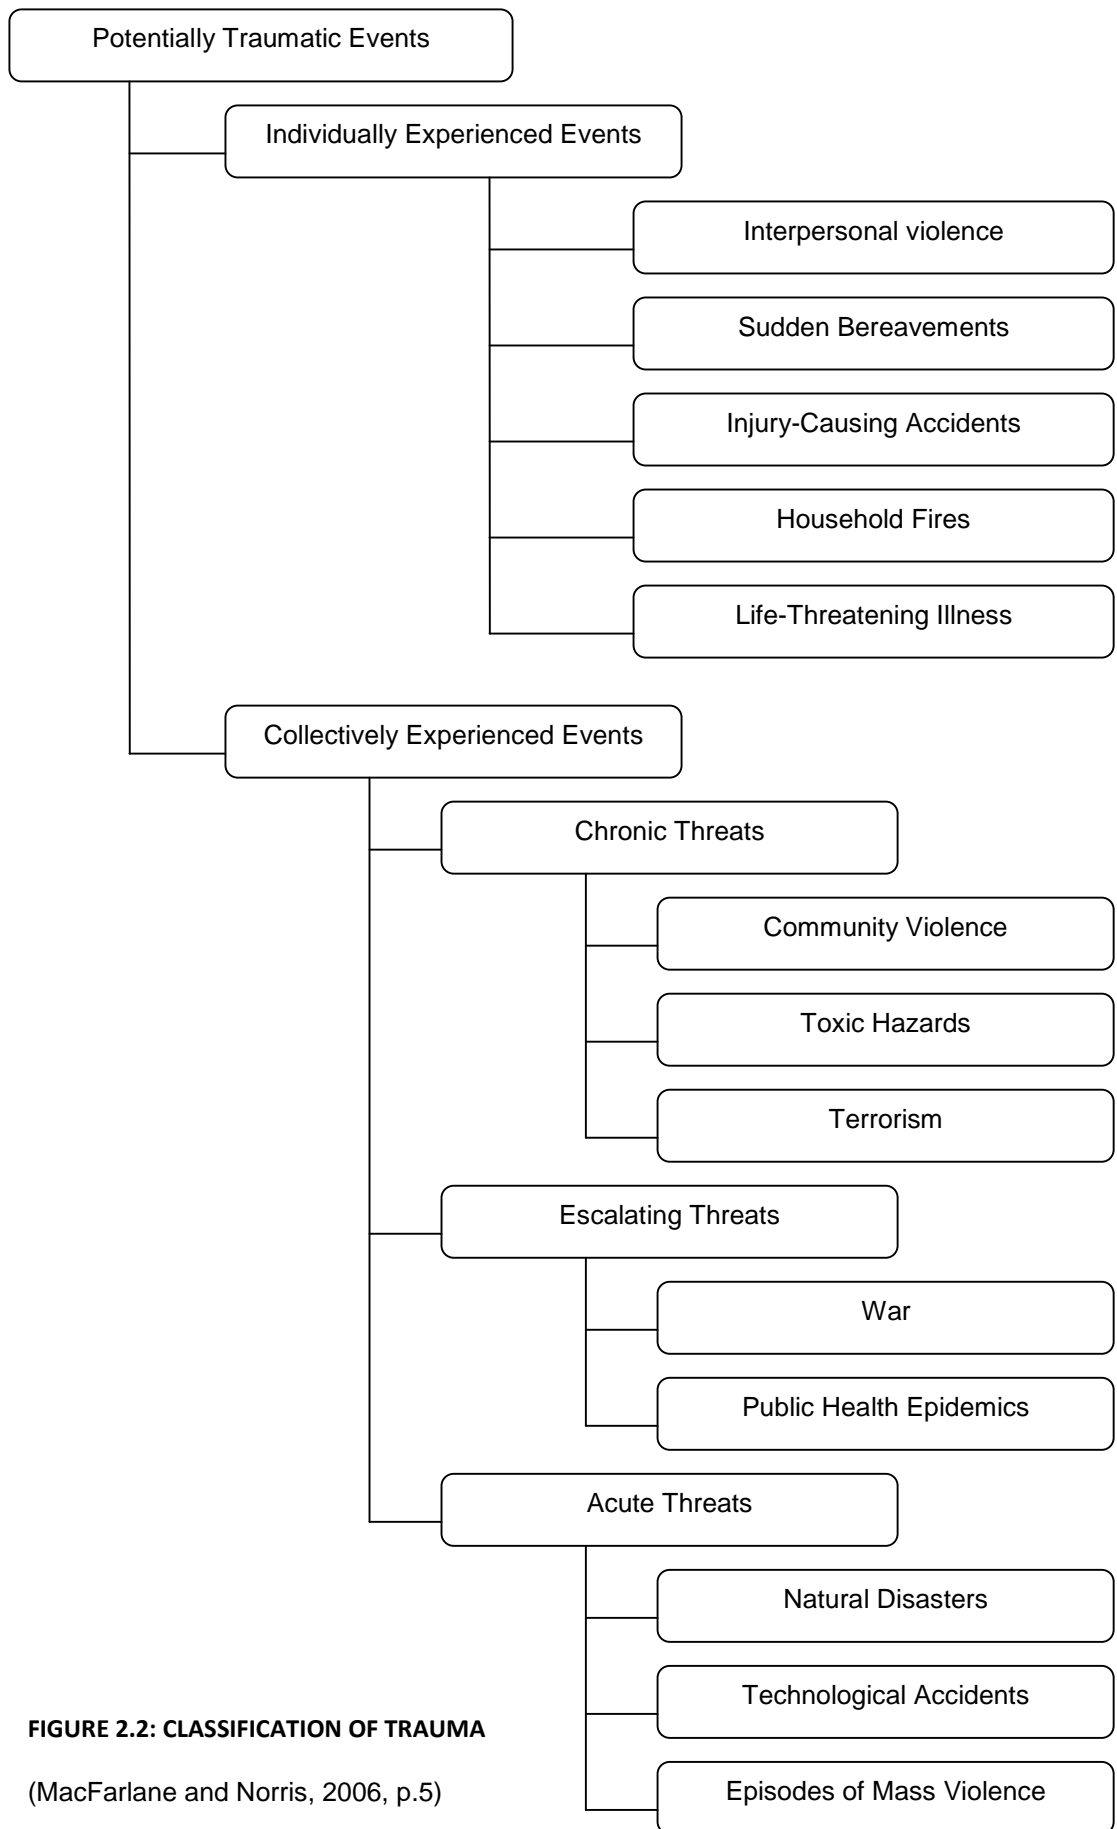 Potentially Traumatic Events
Individually Experienced Events
Interpersonal violence
Sudden Bereavements
Injury-Causing Accidents
Household Fires
Life-Threatening Illness
Collectively Experienced Events
Chronic Threats
Community Violence
Toxic Hazards
Terrorism
Escalating Threats
War
Public Health Epidemics
Acute Threats
Natural Disasters
Technological Accidents
Episodes of Mass Violence
FIGURE 2.2: CLASSIFICATION OF TRAUMA
(MacFarlane and Norris, 2006, p.5)